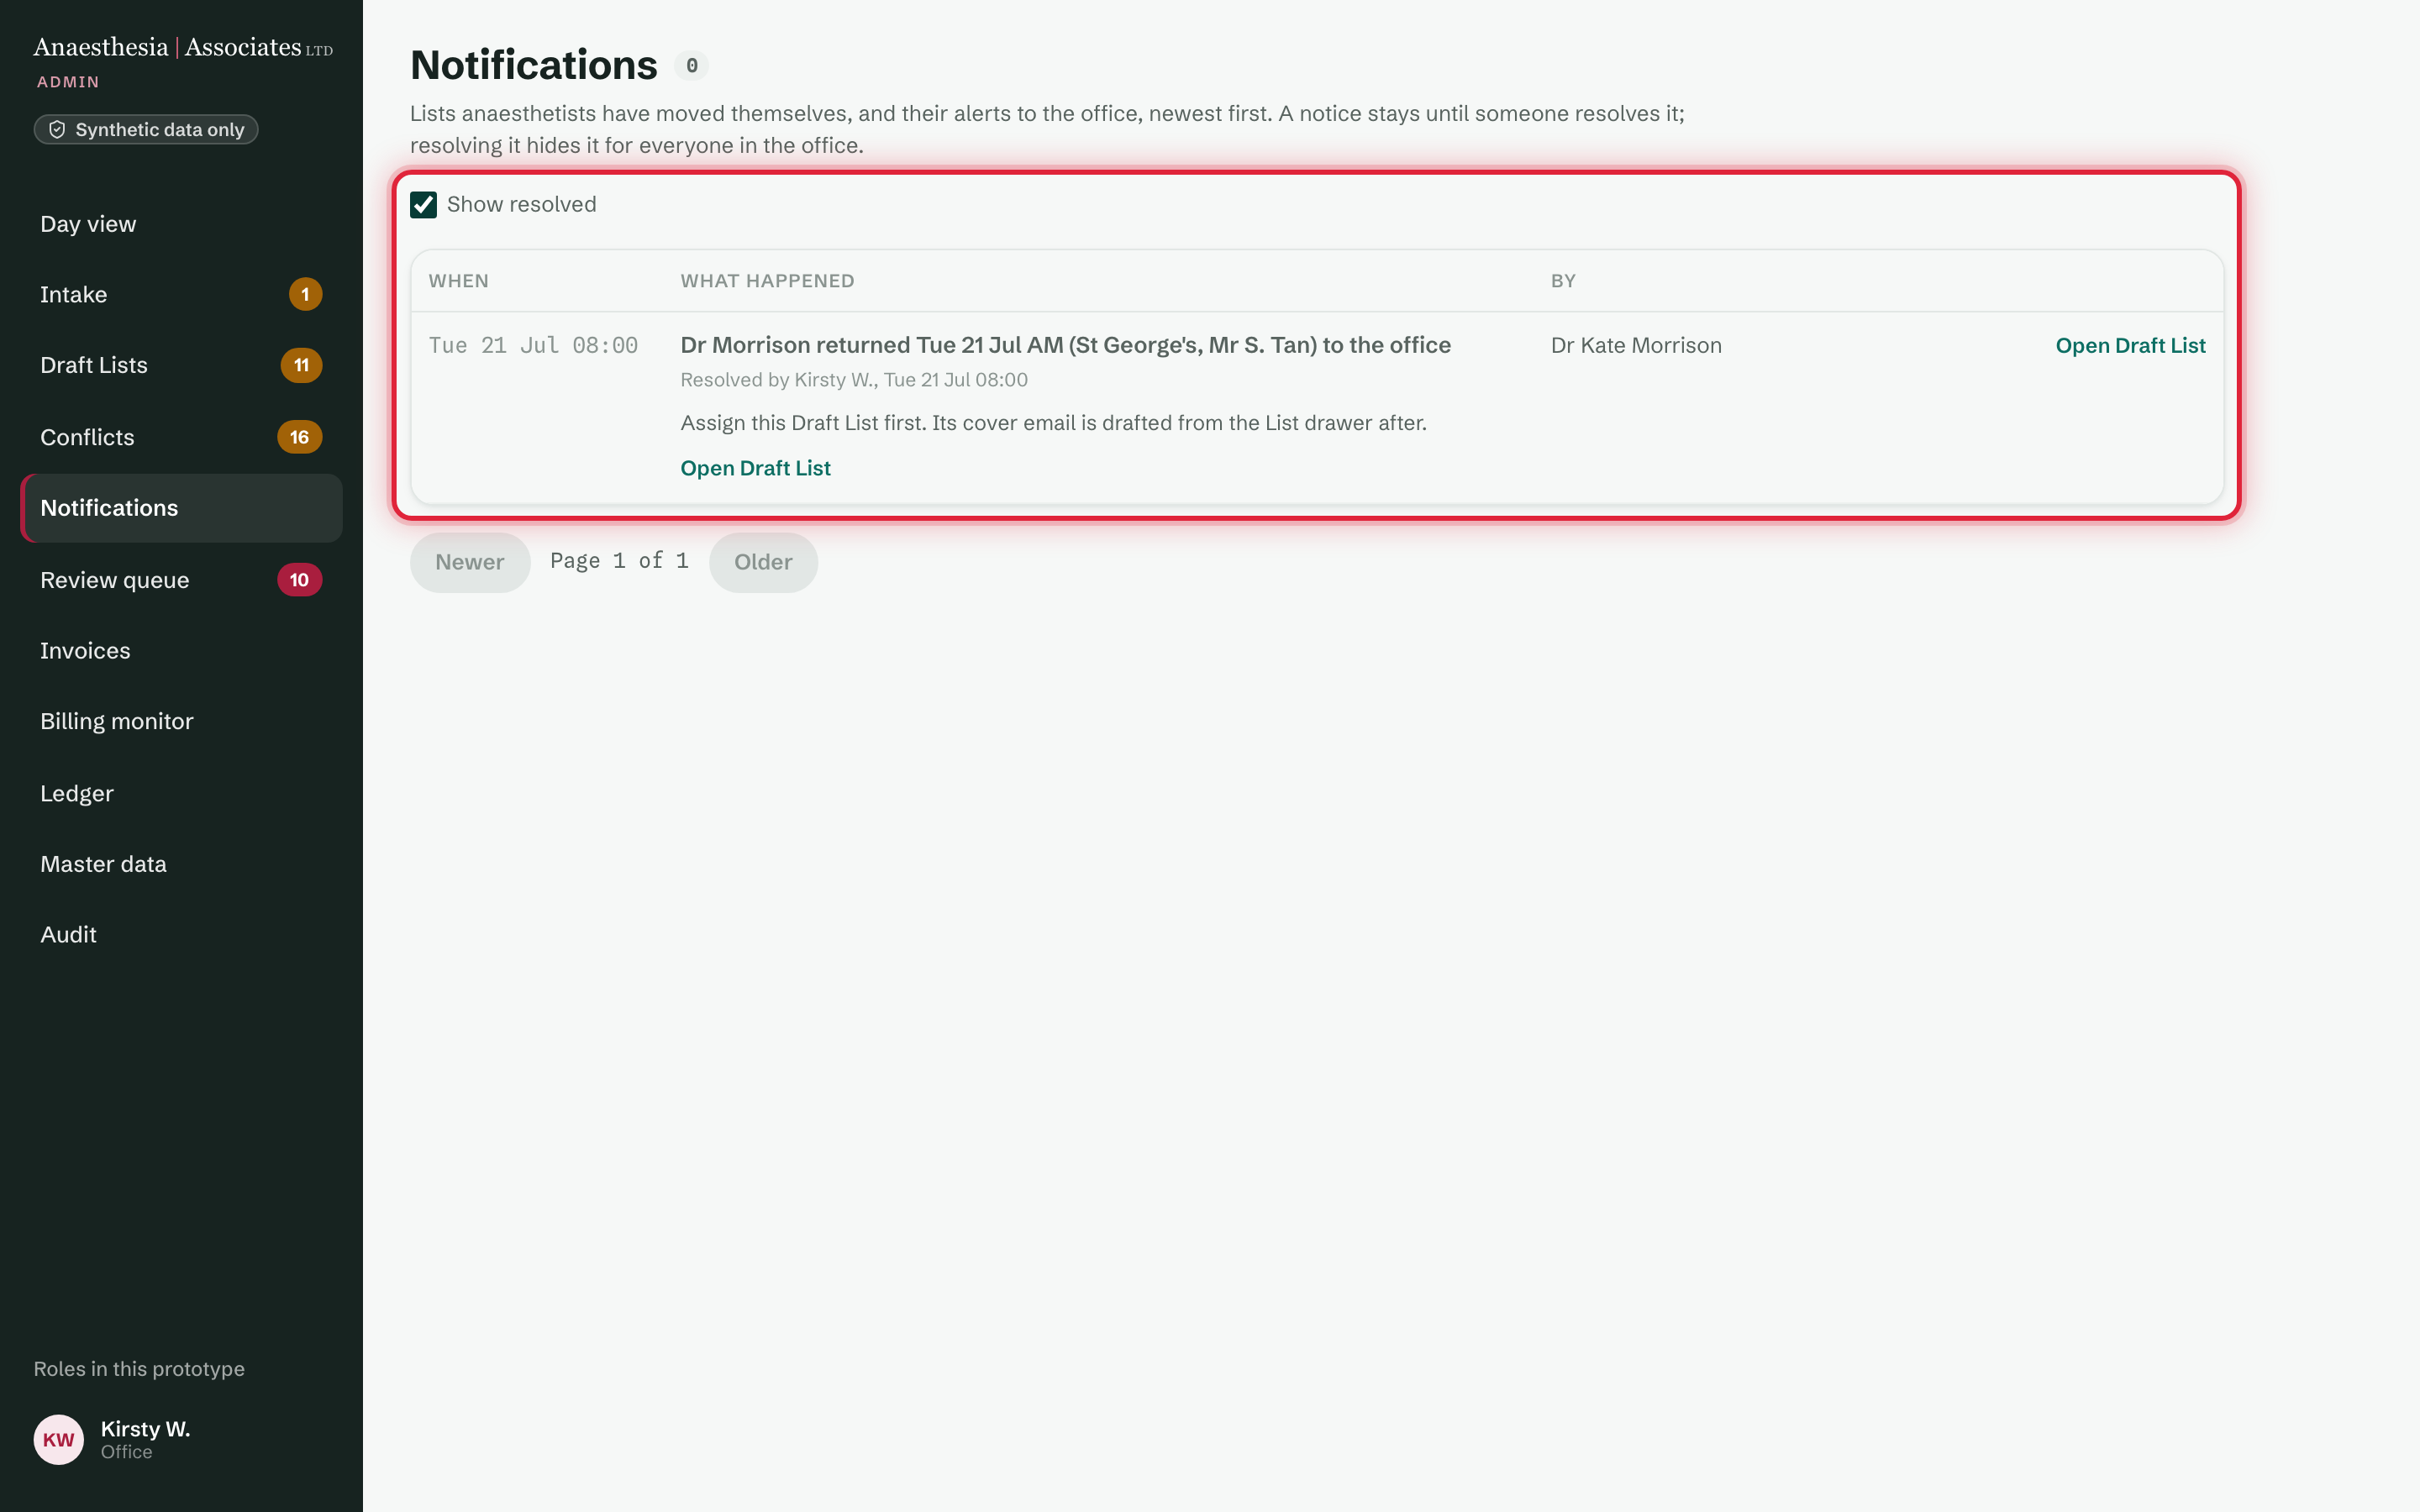 Anaesthesia | Associates LTD
ADMIN
Synthetic data only
Day view
Intake 1
Draft Lists 11
Conflicts 16
Notifications
Review queue 10
Invoices
Billing monitor
Ledger
Master data
Audit
Roles in this prototype
KW
Kirsty W.
Office
Notifications 0
Lists anaesthetists have moved themselves, and their alerts to the office, newest first. A notice stays until someone resolves it;
resolving it hides it for everyone in the office.
Show resolved
WHEN WHAT HAPPENED BY
Tue 21 Jul 08:00 Dr Morrison returned Tue 21 Jul AM (St George's, Mr S. Tan) to the office Dr Kate Morrison Open Draft List
Resolved by Kirsty W., Tue 21 Jul 08:00
Assign this Draft List first. Its cover email is drafted from the List drawer after.
Open Draft List
Newer Page 1 of 1 Older